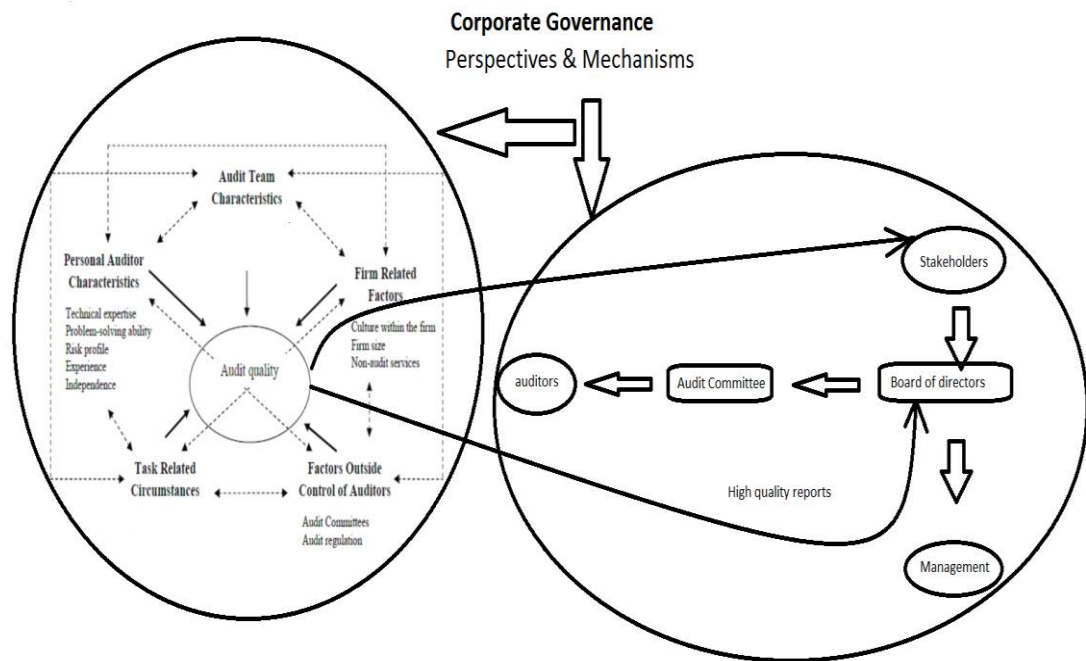 Corporate Governance
Perspectives & Mechanisms
Audit Team
Characteristics
Personal Auditor
Characteristics
Technical expertise
Problem-solving ability
Risk profile
Experience
Independence
Firm Related
Factors
Culture within the firm
Firm size
Non-audit services
Audit quality
Task Related
Circumstances
Factors Outside
Control of Auditors
Audit Committees
Audit regulation
Stakeholders
auditors
Audit Committee
Board of directors
High quality reports
Management